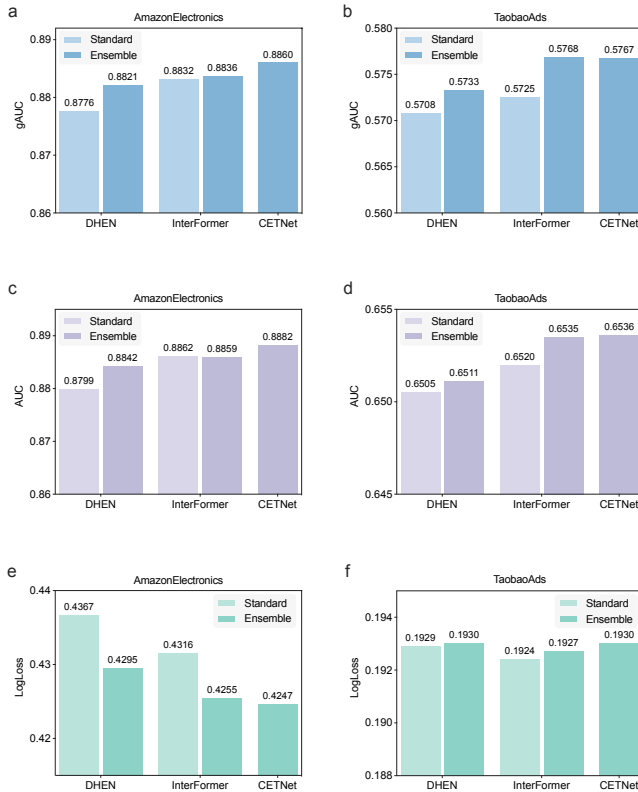 a
AmazonElectronics
Standard
Ensemble
gAUC
0.89
0.88
0.87
0.86
0.8776
0.8821
0.8832
0.8836
0.8860
DHEN
InterFormer
CETNet
b
TaobaoAds
Standard
Ensemble
gAUC
0.580
0.575
0.570
0.565
0.560
0.5708
0.5733
0.5725
0.5768
0.5767
DHEN
InterFormer
CETNet
c
AmazonElectronics
Standard
Ensemble
AUC
0.89
0.88
0.87
0.86
0.8799
0.8842
0.8862
0.8859
0.8882
DHEN
InterFormer
CETNet
d
TaobaoAds
Standard
Ensemble
AUC
0.655
0.650
0.645
0.6505
0.6511
0.6520
0.6535
0.6536
DHEN
InterFormer
CETNet
e
AmazonElectronics
Standard
Ensemble
LogLoss
0.44
0.43
0.42
0.4367
0.4295
0.4316
0.4255
0.4247
DHEN
InterFormer
CETNet
f
TaobaoAds
Standard
Ensemble
LogLoss
0.194
0.192
0.190
0.188
0.1929
0.1930
0.1924
0.1927
0.1930
DHEN
InterFormer
CETNet